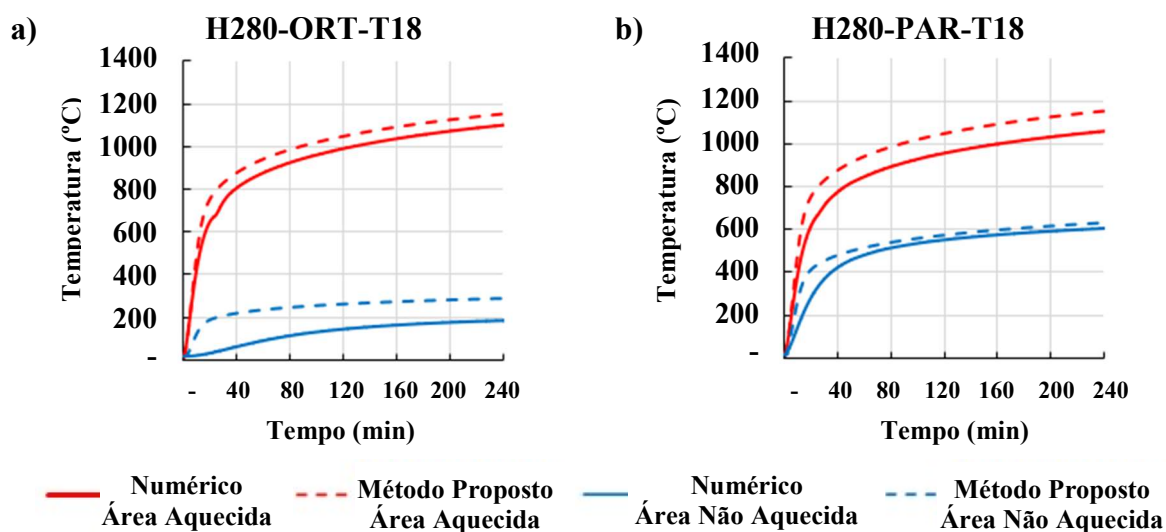 a)
H280-ORT-T18
1400
1200
1000
800
600
400
200
-
Temperatura (ºC)
- 40 80 120 160 200 240
Tempo (min)
b)
H280-PAR-T18
1400
1200
1000
800
600
400
200
-
Temperatura (ºC)
- 40 80 120 160 200 240
Tempo (min)
Numérico
Área Aquecida
Método Proposto
Área Aquecida
Numérico
Área Não Aquecida
Método Proposto
Área Não Aquecida